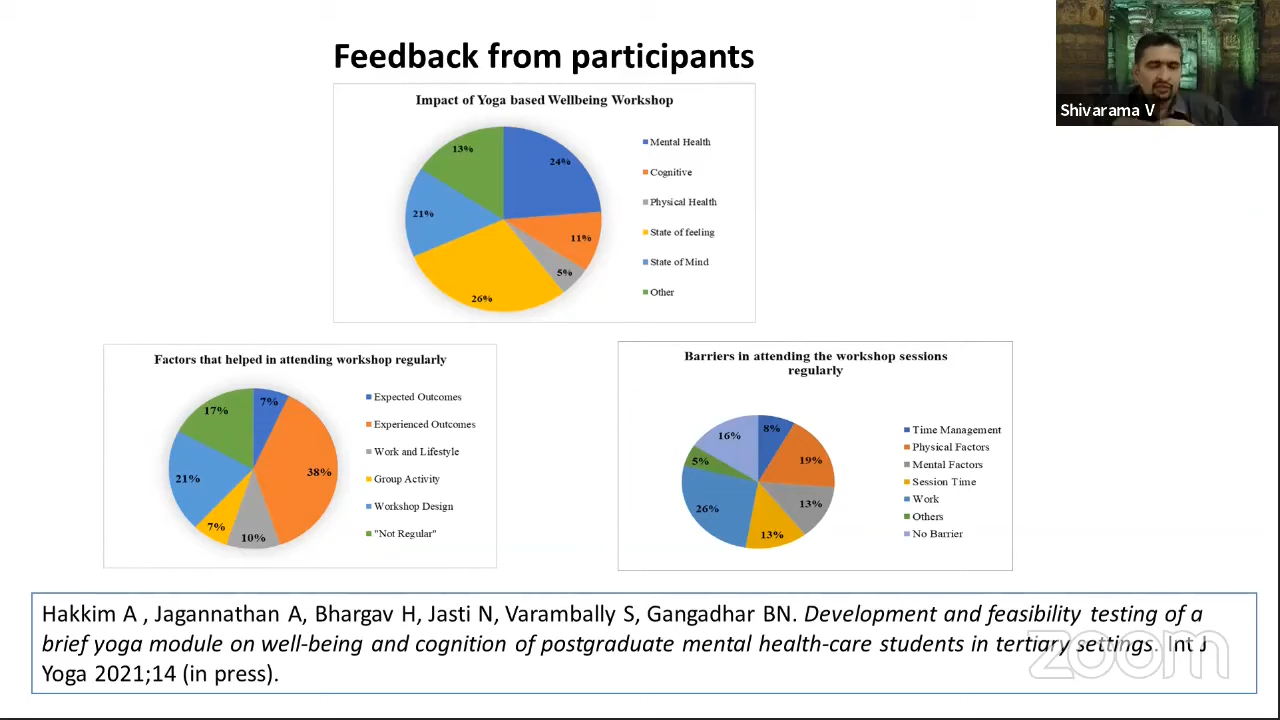 Feedback from participants
Shivarama V
Impact of Yoga based Wellbeing Workshop
13%
24%
21%
11%
5%
26%
Mental Health
Cognitive
Physical Health
State of feeling
State of Mind
Other
Factors that helped in attending workshop regularly
7%
17%
38%
21%
7%
10%
Expected Outcomes
Experienced Outcomes
Work and Lifestyle
Group Activity
Workshop Design
"Not Regular"
Barriers in attending the workshop sessions
regularly
8%
16%
19%
5%
26%
13%
13%
Time Management
Physical Factors
Mental Factors
Session Time
Work
Others
No Barrier
Hakkim A , Jagannathan A, Bhargav H, Jasti N, Varambally S, Gangadhar BN. Development and feasibility testing of a
brief yoga module on well-being and cognition of postgraduate mental health-care students in tertiary settings. Int J
Yoga 2021;14 (in press).
zoom